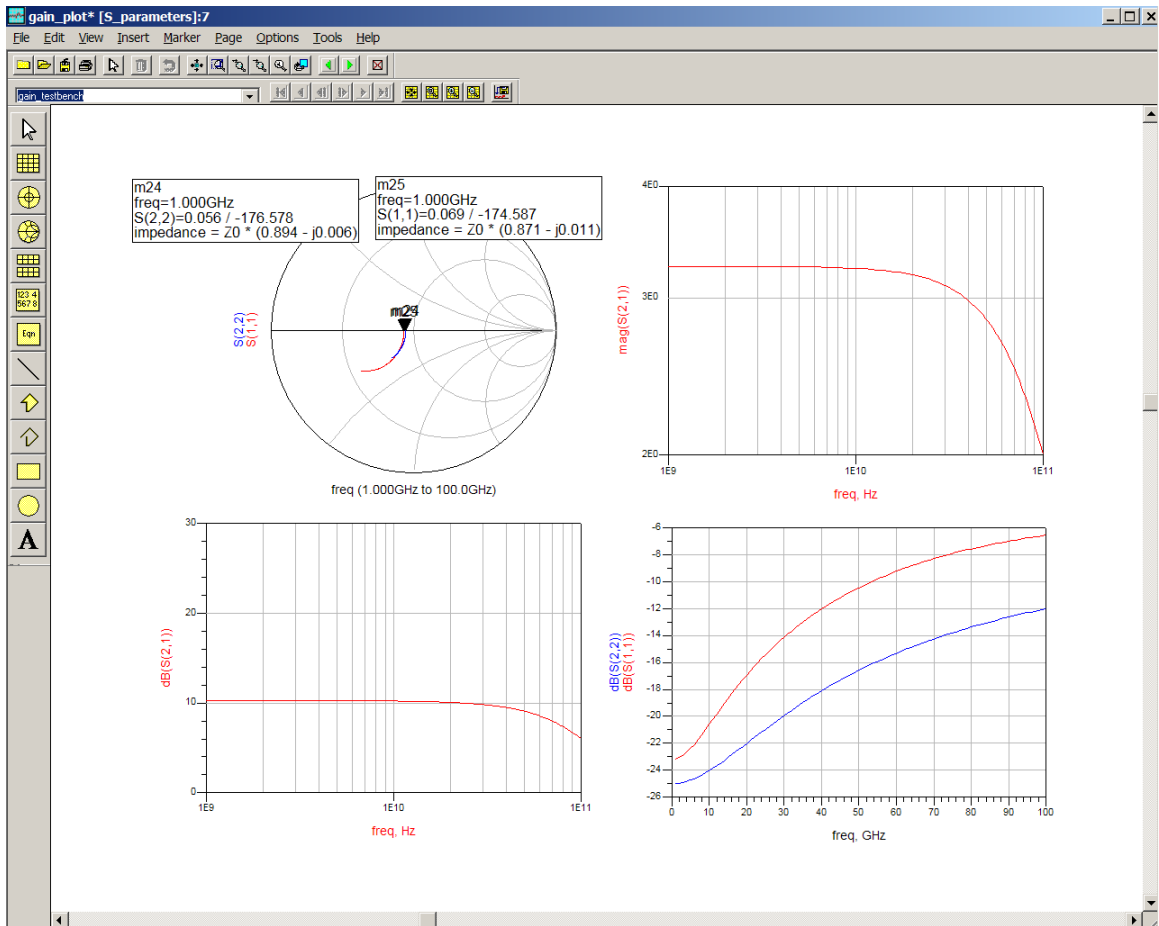 gain_plot* [S_parameters]:7
File Edit View Insert Marker Page Options Tools Help
gain_testbench
123 4
567 8
Eqn
A
m24
freq=1.000GHz
S(2,2)=0.056 / -176.578
impedance = Z0 * (0.894 - j0.006)
m25
freq=1.000GHz
S(1,1)=0.069 / -174.587
impedance = Z0 * (0.871 - j0.011)
S(2,2)
S(1,1)
freq (1.000GHz to 100.0GHz)
mag(S(2,1))
4E0
3E0
2E0
1E9 1E10 1E11
freq, Hz
dB(S(2,1))
30
20
10
0
1E9 1E10 1E11
freq, Hz
dB(S(2,2))
dB(S(1,1))
-6
-8
-10
-12
-14
-16
-18
-20
-22
-24
-26
0 10 20 30 40 50 60 70 80 90 100
freq, GHz